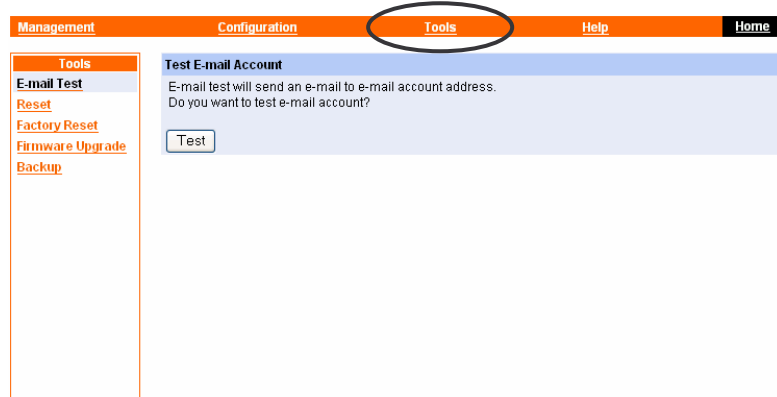 Management Configuration Tools Help Home
Tools
E-mail Test
Reset
Factory Reset
Firmware Upgrade
Backup
Test E-mail Account
E-mail test will send an e-mail to e-mail account address.
Do you want to test e-mail account?
Test